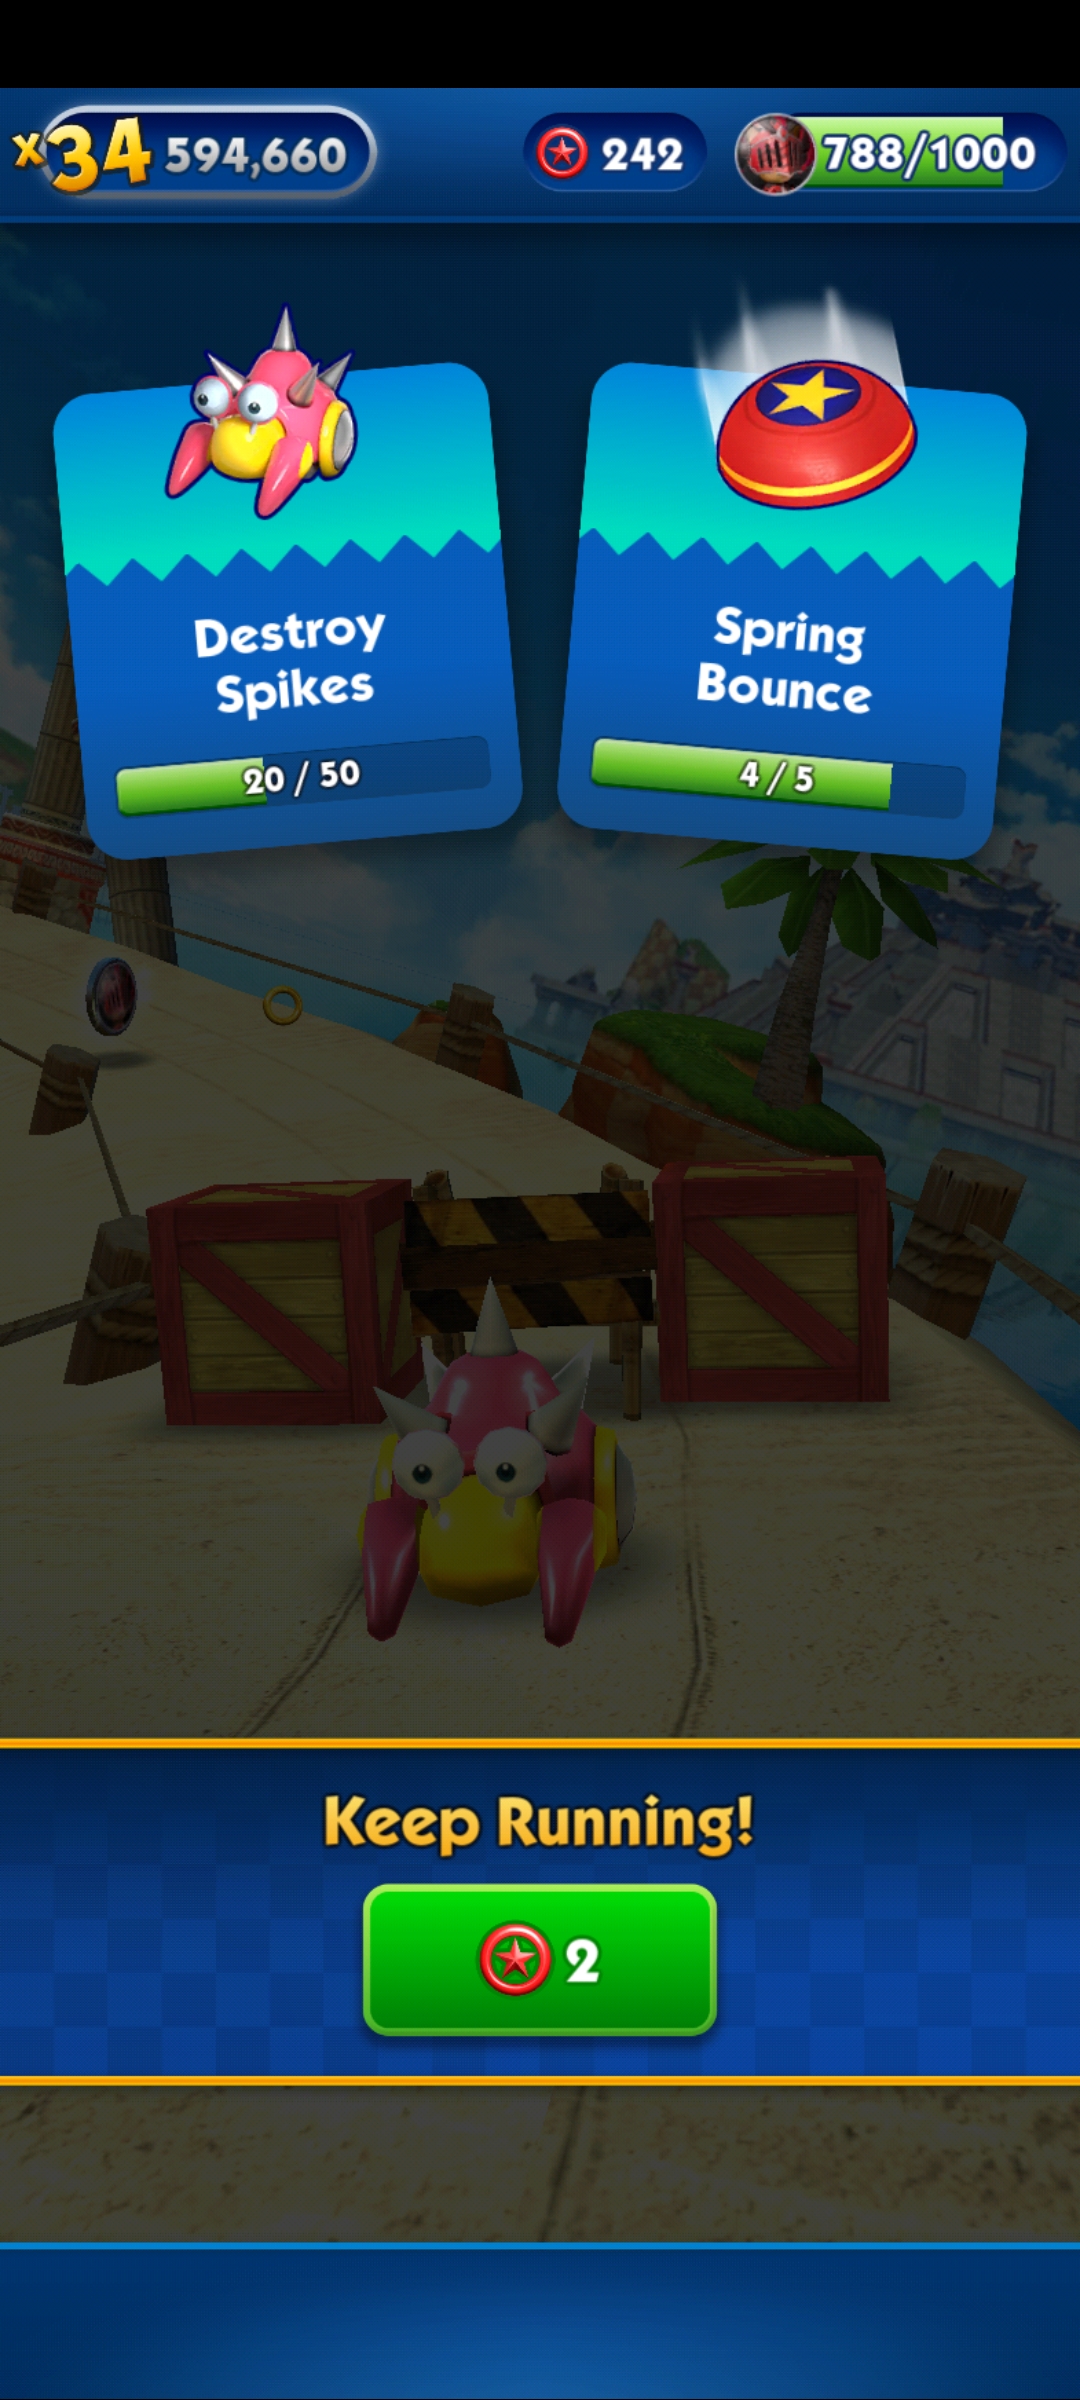 x34 594,660
242
788/1000
Destroy
Spikes
20 / 50
Spring
Bounce
4 / 5
Keep Running!
2